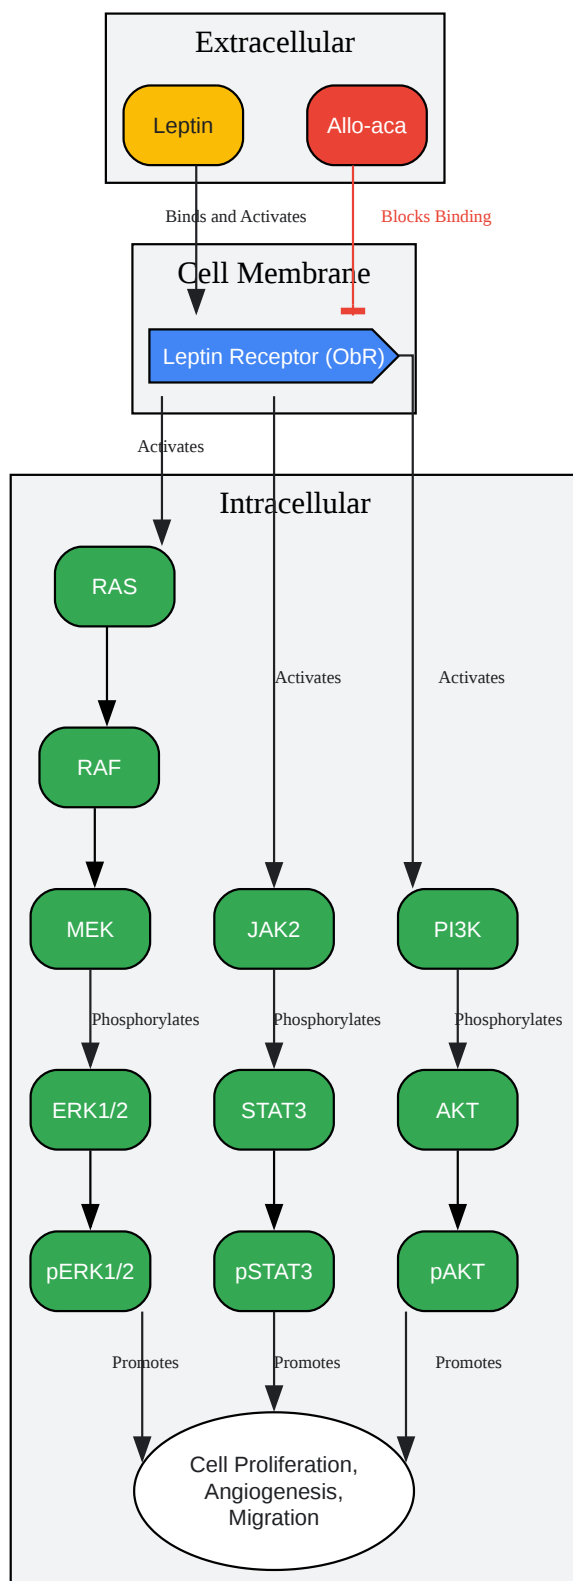 Extracellular
Leptin
Allo-aca
Binds and Activates
Blocks Binding
Cell Membrane
Leptin Receptor (ObR)
Activates
Intracellular
RAS
Activates
Activates
RAF
MEK
JAK2
PI3K
Phosphorylates
Phosphorylates
Phosphorylates
ERK1/2
STAT3
AKT
pERK1/2
pSTAT3
pAKT
Promotes
Promotes
Promotes
Cell Proliferation,
Angiogenesis,
Migration